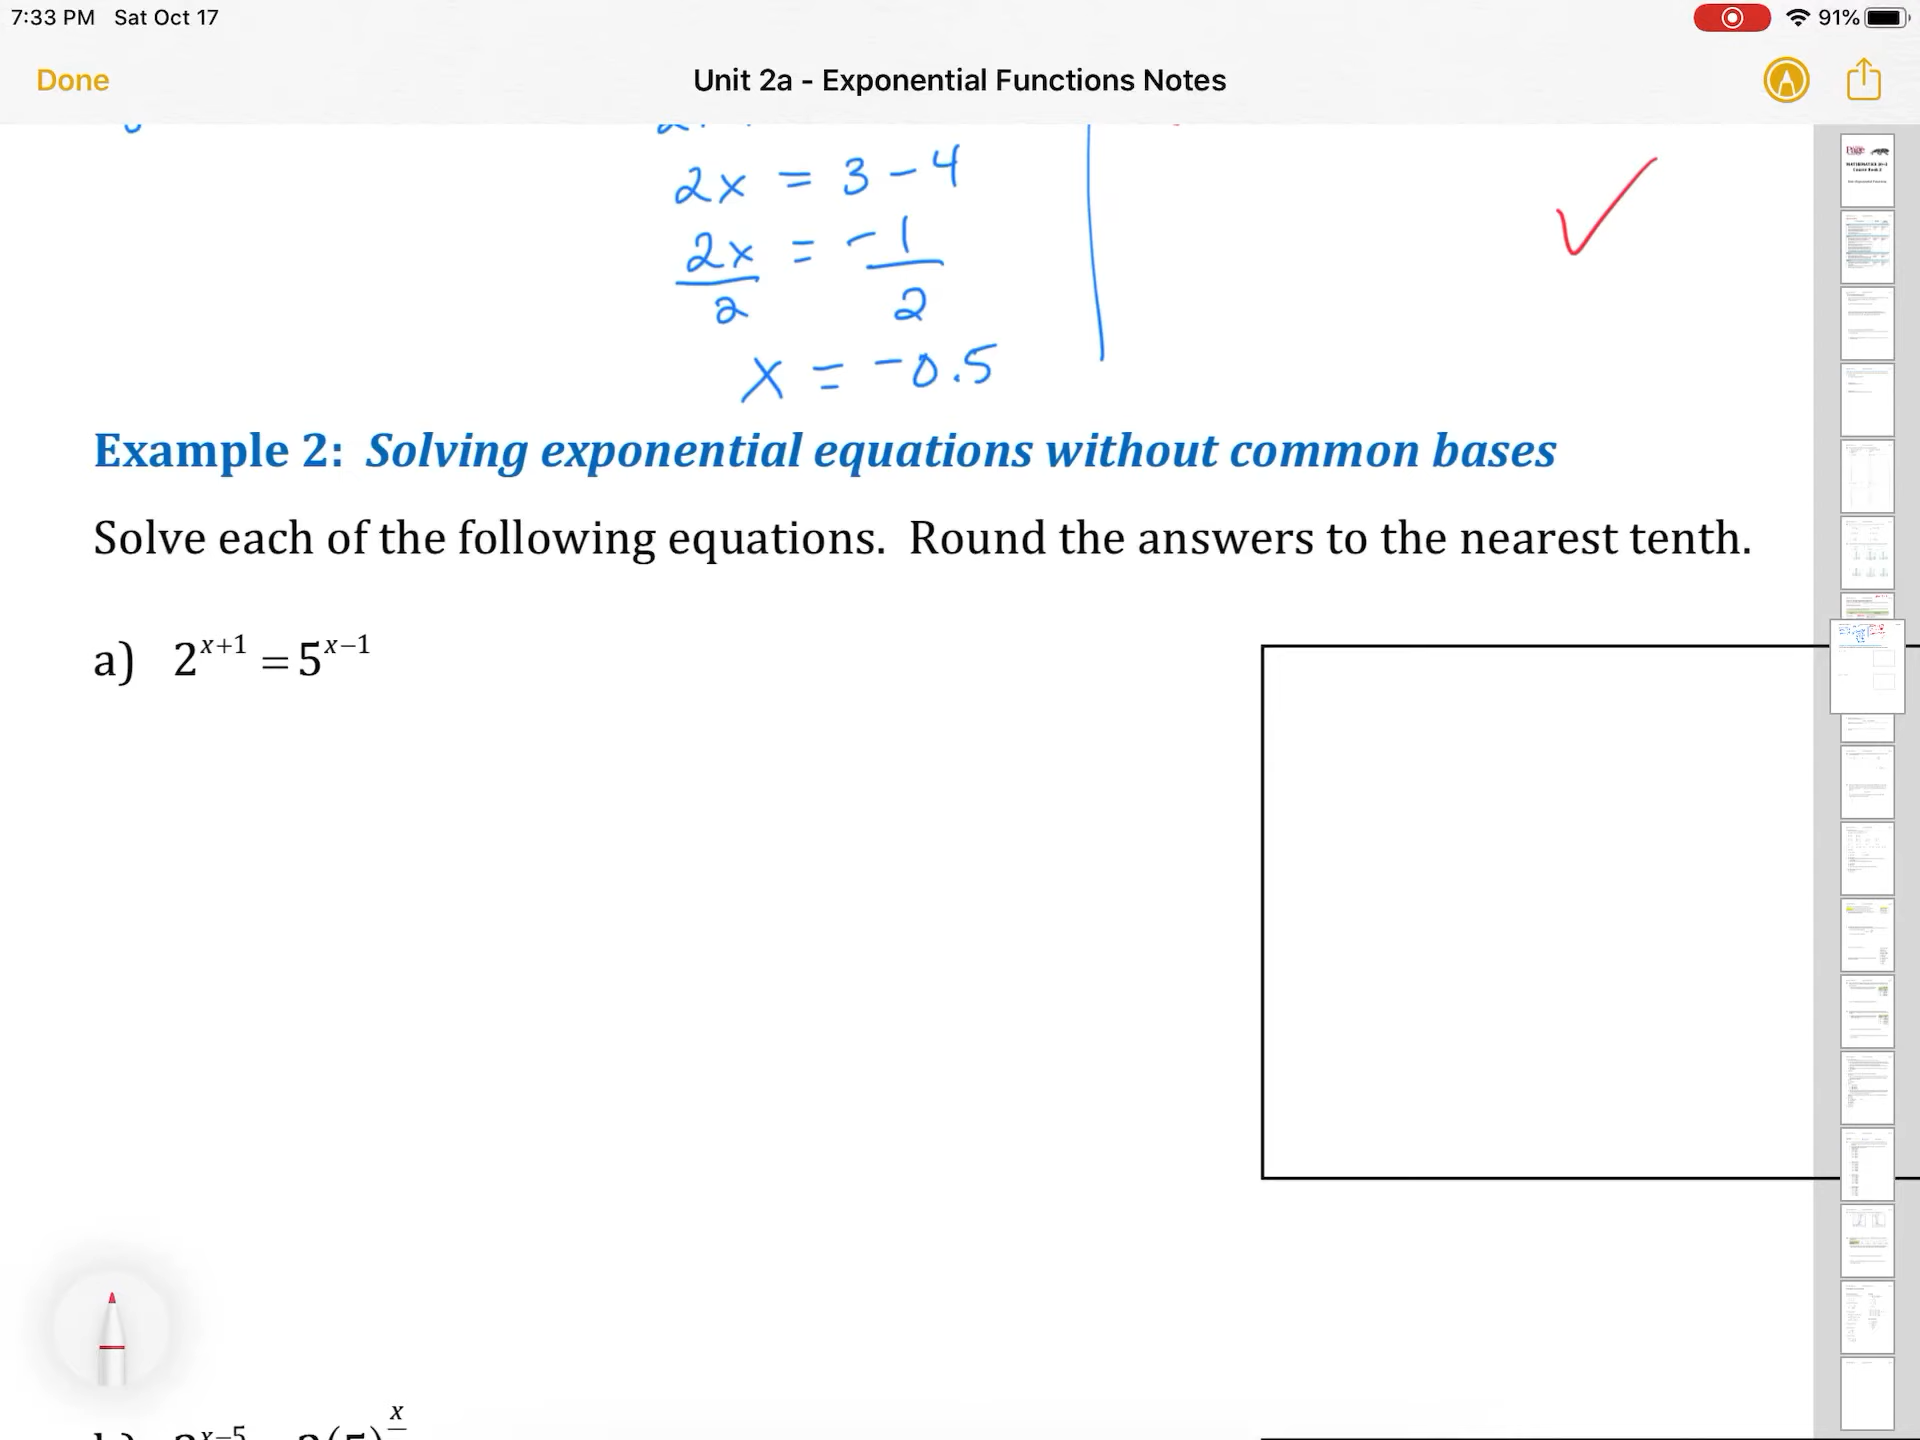 7:33 PM Sat Oct 17
91%
Done
Unit 2a - Exponential Functions Notes
2x = 3 - 4
2x/2 = -1/2
x = -0.5
Example 2: Solving exponential equations without common bases
Solve each of the following equations. Round the answers to the nearest tenth.
a) 2^(x+1) = 5^(x−1)